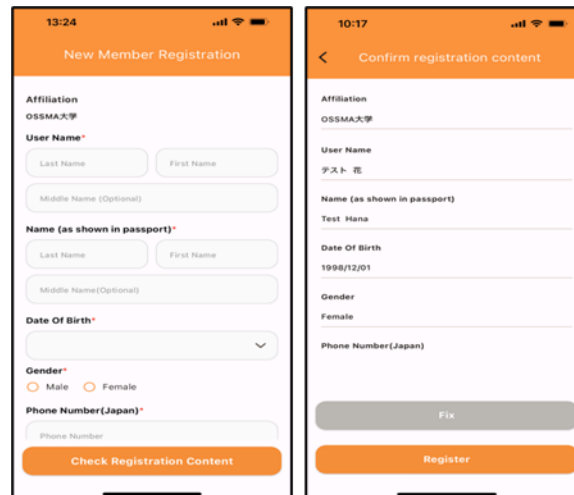 13:24
New Member Registration
Affiliation
OSSMA大学
User Name*
Last Name First Name
Middle Name (Optional)
Name (as shown in passport)*
Last Name First Name
Middle Name(Optional)
Date Of Birth*
Gender*
Male Female
Phone Number(Japan)*
Phone Number
Check Registration Content
10:17
Confirm registration content
Affiliation
OSSMA大学
User Name
テスト 花
Name (as shown in passport)
Test Hana
Date Of Birth
1998/12/01
Gender
Female
Phone Number(Japan)
Fix
Register